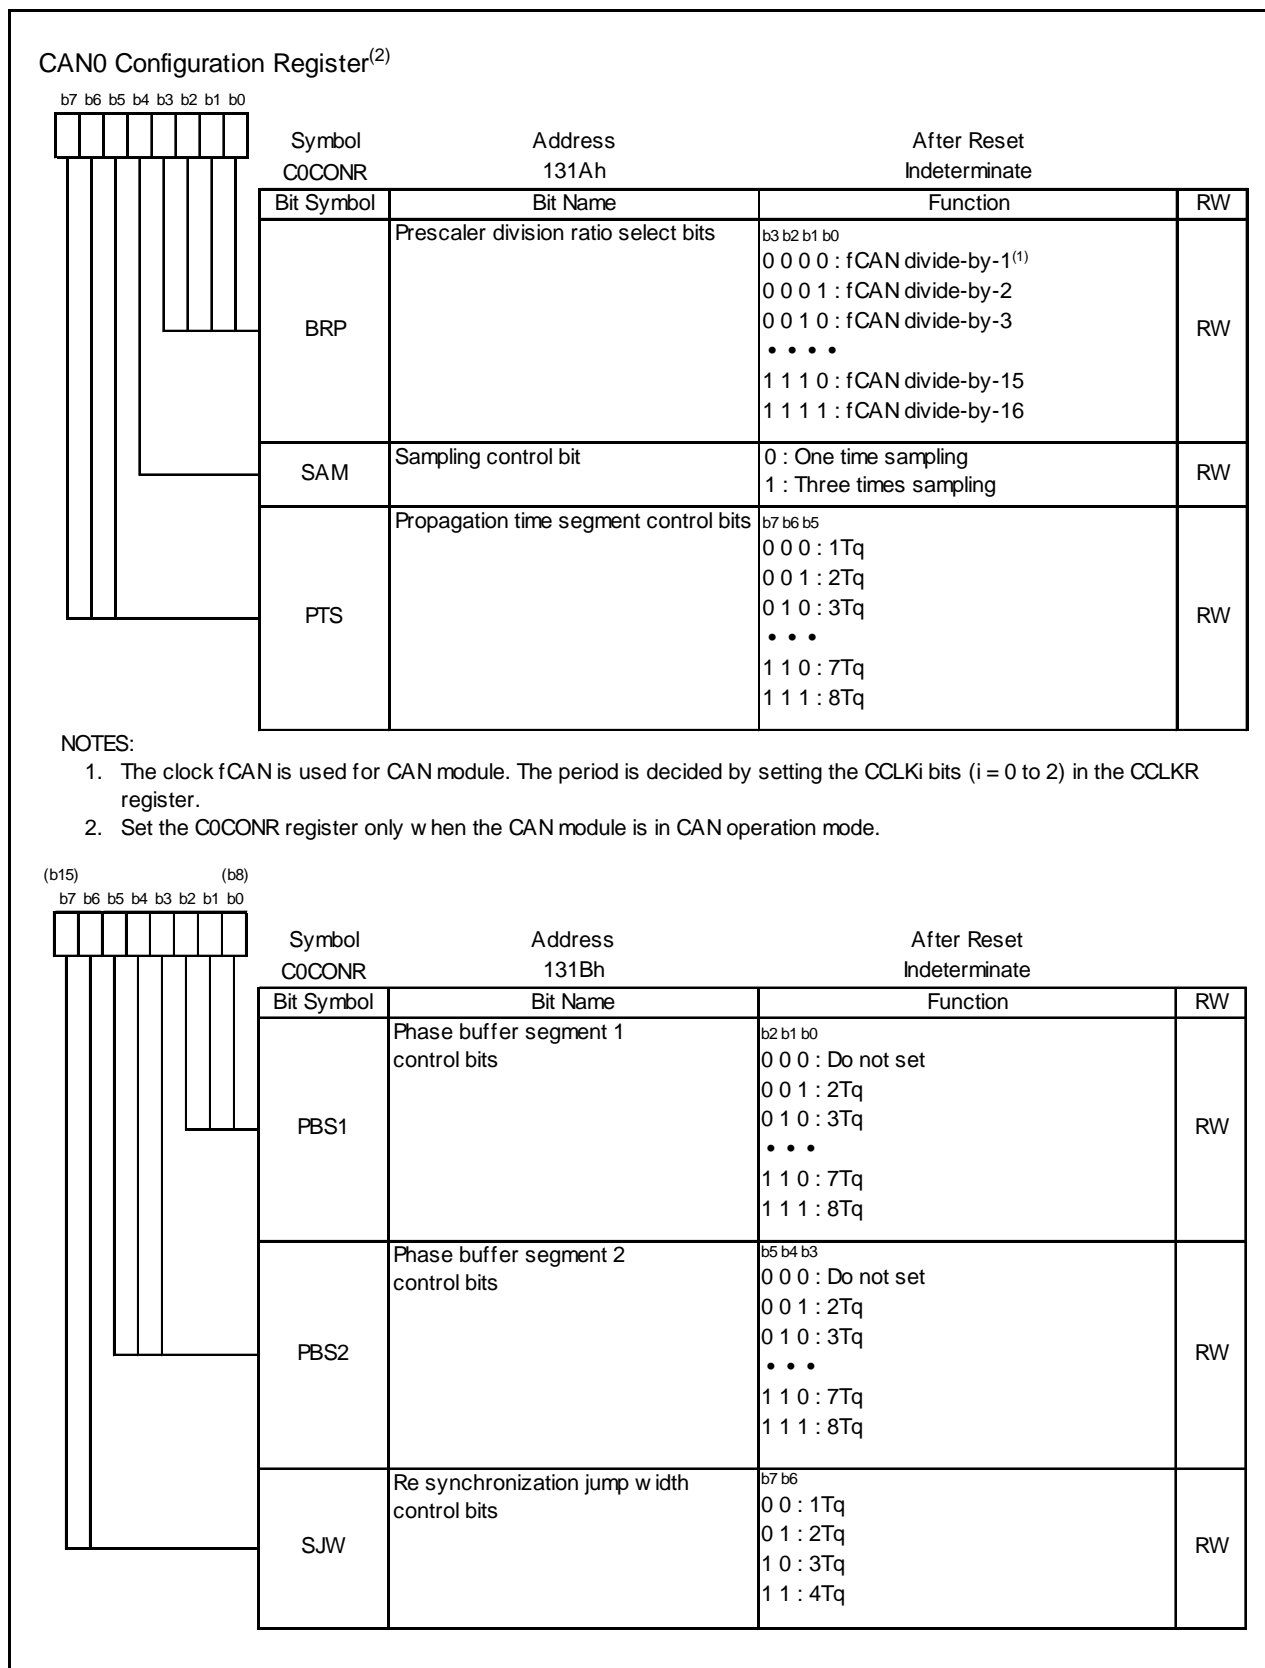 CAN0 Configuration Register(2)
b7 b6 b5 b4 b3 b2 b1 b0
Symbol Address After Reset
C0CONR 131Ah Indeterminate
Bit Symbol Bit Name Function RW
BRP Prescaler division ratio select bits b3 b2 b1 b0 RW
0 0 0 0 : fCAN divide-by-1(1)
0 0 0 1 : fCAN divide-by-2
0 0 1 0 : fCAN divide-by-3
• • • •
1 1 1 0 : fCAN divide-by-15
1 1 1 1 : fCAN divide-by-16
SAM Sampling control bit 0 : One time sampling RW
1 : Three times sampling
PTS Propagation time segment control bits b7 b6 b5 RW
0 0 0 : 1Tq
0 0 1 : 2Tq
0 1 0 : 3Tq
• • •
1 1 0 : 7Tq
1 1 1 : 8Tq
NOTES:
1. The clock fCAN is used for CAN module. The period is decided by setting the CCLKi bits (i = 0 to 2) in the CCLKR
register.
2. Set the C0CONR register only when the CAN module is in CAN operation mode.
(b15) (b8)
b7 b6 b5 b4 b3 b2 b1 b0
Symbol Address After Reset
C0CONR 131Bh Indeterminate
Bit Symbol Bit Name Function RW
PBS1 Phase buffer segment 1 b2 b1 b0 RW
control bits 0 0 0 : Do not set
0 0 1 : 2Tq
0 1 0 : 3Tq
• • •
1 1 0 : 7Tq
1 1 1 : 8Tq
PBS2 Phase buffer segment 2 b5 b4 b3 RW
control bits 0 0 0 : Do not set
0 0 1 : 2Tq
0 1 0 : 3Tq
• • •
1 1 0 : 7Tq
1 1 1 : 8Tq
SJW Re synchronization jump width b7 b6 RW
control bits 0 0 : 1Tq
0 1 : 2Tq
1 0 : 3Tq
1 1 : 4Tq